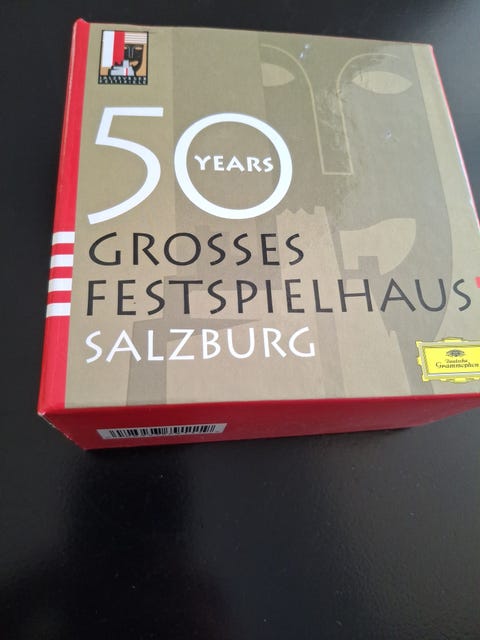 50
YEARS
GROSSES
FESTSPIELHAUS
SALZBURG
Deutsche
Grammophon